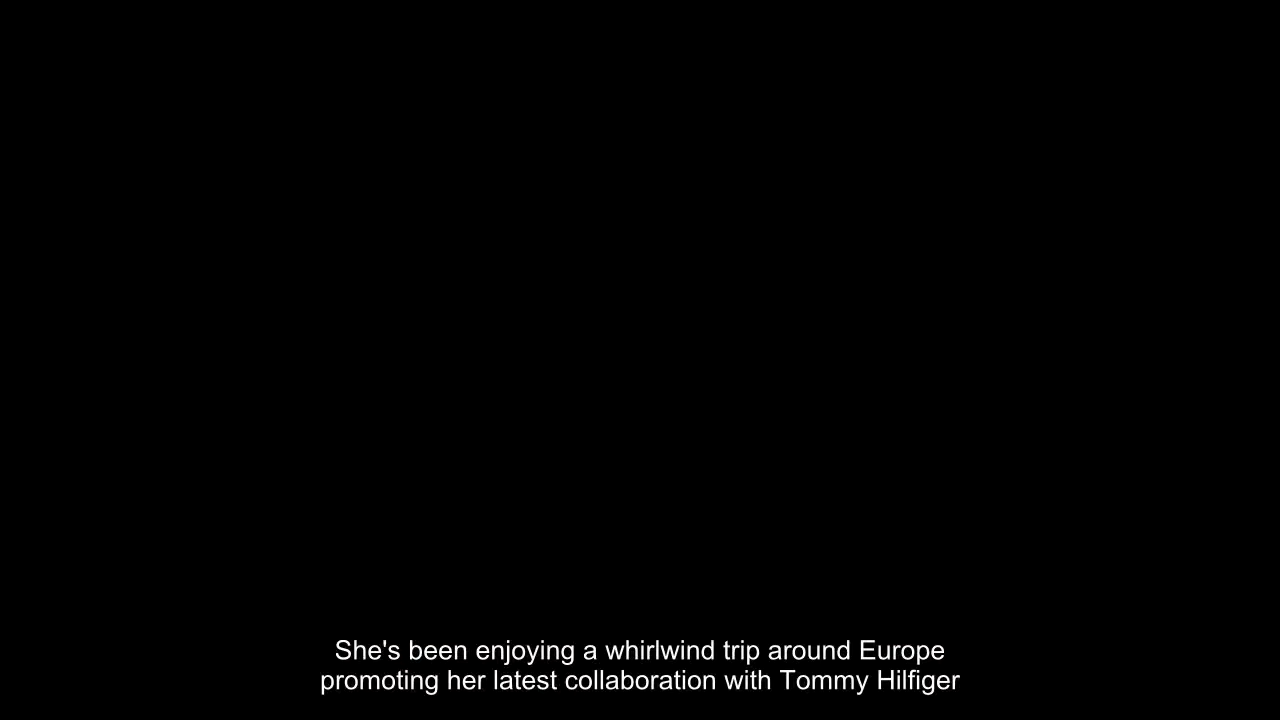 She's been enjoying a whirlwind trip around Europe
promoting her latest collaboration with Tommy Hilfiger